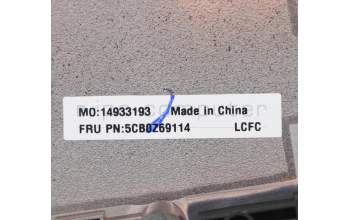 MO:14933193 Made in China
FRU PN:5CB0Z69114 LCFC